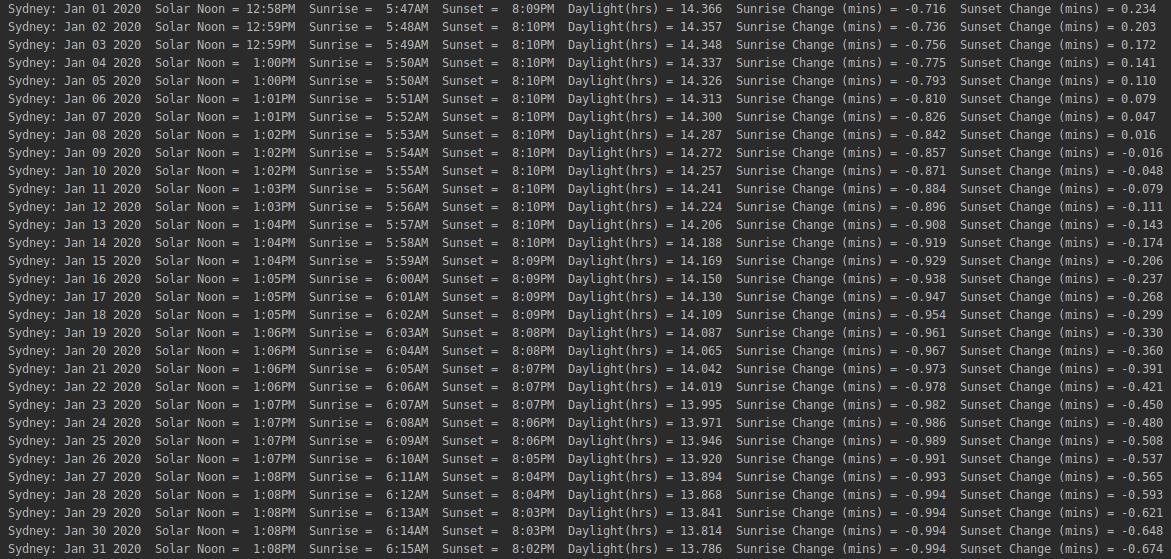 Sydney: Jan 01 2020  Solar Noon = 12:58PM  Sunrise =  5:47AM  Sunset =  8:09PM  Daylight(hrs) = 14.366  Sunrise Change (mins) = -0.716  Sunset Change (mins) = 0.234
Sydney: Jan 02 2020  Solar Noon = 12:59PM  Sunrise =  5:48AM  Sunset =  8:10PM  Daylight(hrs) = 14.357  Sunrise Change (mins) = -0.736  Sunset Change (mins) = 0.203
Sydney: Jan 03 2020  Solar Noon = 12:59PM  Sunrise =  5:49AM  Sunset =  8:10PM  Daylight(hrs) = 14.348  Sunrise Change (mins) = -0.756  Sunset Change (mins) = 0.172
Sydney: Jan 04 2020  Solar Noon =  1:00PM  Sunrise =  5:50AM  Sunset =  8:10PM  Daylight(hrs) = 14.337  Sunrise Change (mins) = -0.775  Sunset Change (mins) = 0.141
Sydney: Jan 05 2020  Solar Noon =  1:00PM  Sunrise =  5:50AM  Sunset =  8:10PM  Daylight(hrs) = 14.326  Sunrise Change (mins) = -0.793  Sunset Change (mins) = 0.110
Sydney: Jan 06 2020  Solar Noon =  1:01PM  Sunrise =  5:51AM  Sunset =  8:10PM  Daylight(hrs) = 14.313  Sunrise Change (mins) = -0.810  Sunset Change (mins) = 0.079
Sydney: Jan 07 2020  Solar Noon =  1:01PM  Sunrise =  5:52AM  Sunset =  8:10PM  Daylight(hrs) = 14.300  Sunrise Change (mins) = -0.826  Sunset Change (mins) = 0.047
Sydney: Jan 08 2020  Solar Noon =  1:02PM  Sunrise =  5:53AM  Sunset =  8:10PM  Daylight(hrs) = 14.287  Sunrise Change (mins) = -0.842  Sunset Change (mins) = 0.016
Sydney: Jan 09 2020  Solar Noon =  1:02PM  Sunrise =  5:54AM  Sunset =  8:10PM  Daylight(hrs) = 14.272  Sunrise Change (mins) = -0.857  Sunset Change (mins) = -0.016
Sydney: Jan 10 2020  Solar Noon =  1:02PM  Sunrise =  5:55AM  Sunset =  8:10PM  Daylight(hrs) = 14.257  Sunrise Change (mins) = -0.871  Sunset Change (mins) = -0.048
Sydney: Jan 11 2020  Solar Noon =  1:03PM  Sunrise =  5:56AM  Sunset =  8:10PM  Daylight(hrs) = 14.241  Sunrise Change (mins) = -0.884  Sunset Change (mins) = -0.079
Sydney: Jan 12 2020  Solar Noon =  1:03PM  Sunrise =  5:56AM  Sunset =  8:10PM  Daylight(hrs) = 14.224  Sunrise Change (mins) = -0.896  Sunset Change (mins) = -0.111
Sydney: Jan 13 2020  Solar Noon =  1:04PM  Sunrise =  5:57AM  Sunset =  8:10PM  Daylight(hrs) = 14.206  Sunrise Change (mins) = -0.908  Sunset Change (mins) = -0.143
Sydney: Jan 14 2020  Solar Noon =  1:04PM  Sunrise =  5:58AM  Sunset =  8:10PM  Daylight(hrs) = 14.188  Sunrise Change (mins) = -0.919  Sunset Change (mins) = -0.174
Sydney: Jan 15 2020  Solar Noon =  1:04PM  Sunrise =  5:59AM  Sunset =  8:09PM  Daylight(hrs) = 14.169  Sunrise Change (mins) = -0.929  Sunset Change (mins) = -0.206
Sydney: Jan 16 2020  Solar Noon =  1:05PM  Sunrise =  6:00AM  Sunset =  8:09PM  Daylight(hrs) = 14.150  Sunrise Change (mins) = -0.938  Sunset Change (mins) = -0.237
Sydney: Jan 17 2020  Solar Noon =  1:05PM  Sunrise =  6:01AM  Sunset =  8:09PM  Daylight(hrs) = 14.130  Sunrise Change (mins) = -0.947  Sunset Change (mins) = -0.268
Sydney: Jan 18 2020  Solar Noon =  1:05PM  Sunrise =  6:02AM  Sunset =  8:09PM  Daylight(hrs) = 14.109  Sunrise Change (mins) = -0.954  Sunset Change (mins) = -0.299
Sydney: Jan 19 2020  Solar Noon =  1:06PM  Sunrise =  6:03AM  Sunset =  8:08PM  Daylight(hrs) = 14.087  Sunrise Change (mins) = -0.961  Sunset Change (mins) = -0.330
Sydney: Jan 20 2020  Solar Noon =  1:06PM  Sunrise =  6:04AM  Sunset =  8:08PM  Daylight(hrs) = 14.065  Sunrise Change (mins) = -0.967  Sunset Change (mins) = -0.360
Sydney: Jan 21 2020  Solar Noon =  1:06PM  Sunrise =  6:05AM  Sunset =  8:07PM  Daylight(hrs) = 14.042  Sunrise Change (mins) = -0.973  Sunset Change (mins) = -0.391
Sydney: Jan 22 2020  Solar Noon =  1:06PM  Sunrise =  6:06AM  Sunset =  8:07PM  Daylight(hrs) = 14.019  Sunrise Change (mins) = -0.978  Sunset Change (mins) = -0.421
Sydney: Jan 23 2020  Solar Noon =  1:07PM  Sunrise =  6:07AM  Sunset =  8:07PM  Daylight(hrs) = 13.995  Sunrise Change (mins) = -0.982  Sunset Change (mins) = -0.450
Sydney: Jan 24 2020  Solar Noon =  1:07PM  Sunrise =  6:08AM  Sunset =  8:06PM  Daylight(hrs) = 13.971  Sunrise Change (mins) = -0.986  Sunset Change (mins) = -0.480
Sydney: Jan 25 2020  Solar Noon =  1:07PM  Sunrise =  6:09AM  Sunset =  8:06PM  Daylight(hrs) = 13.946  Sunrise Change (mins) = -0.989  Sunset Change (mins) = -0.508
Sydney: Jan 26 2020  Solar Noon =  1:07PM  Sunrise =  6:10AM  Sunset =  8:05PM  Daylight(hrs) = 13.920  Sunrise Change (mins) = -0.991  Sunset Change (mins) = -0.537
Sydney: Jan 27 2020  Solar Noon =  1:08PM  Sunrise =  6:11AM  Sunset =  8:04PM  Daylight(hrs) = 13.894  Sunrise Change (mins) = -0.993  Sunset Change (mins) = -0.565
Sydney: Jan 28 2020  Solar Noon =  1:08PM  Sunrise =  6:12AM  Sunset =  8:04PM  Daylight(hrs) = 13.868  Sunrise Change (mins) = -0.994  Sunset Change (mins) = -0.593
Sydney: Jan 29 2020  Solar Noon =  1:08PM  Sunrise =  6:13AM  Sunset =  8:03PM  Daylight(hrs) = 13.841  Sunrise Change (mins) = -0.994  Sunset Change (mins) = -0.621
Sydney: Jan 30 2020  Solar Noon =  1:08PM  Sunrise =  6:14AM  Sunset =  8:03PM  Daylight(hrs) = 13.814  Sunrise Change (mins) = -0.994  Sunset Change (mins) = -0.648
Sydney: Jan 31 2020  Solar Noon =  1:08PM  Sunrise =  6:15AM  Sunset =  8:02PM  Daylight(hrs) = 13.786  Sunrise Change (mins) = -0.994  Sunset Change (mins) = -0.674